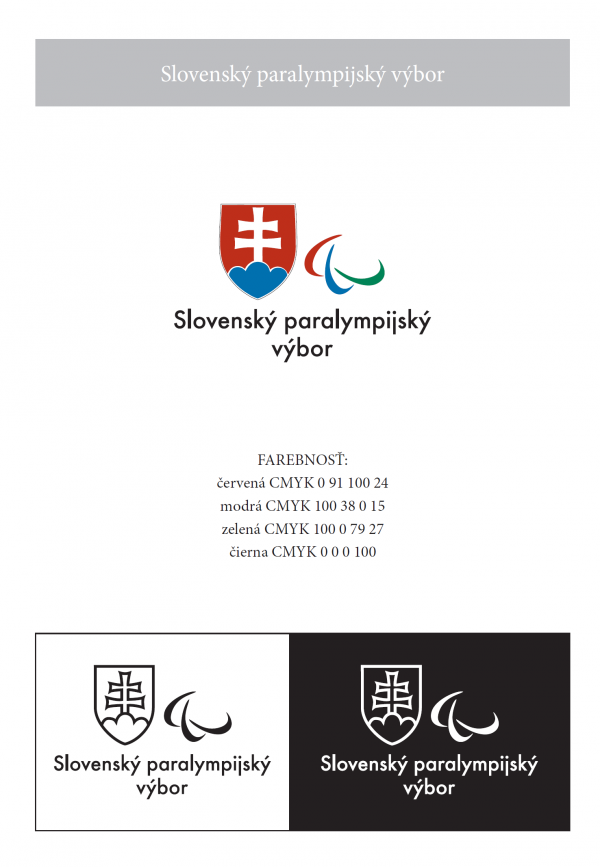 Slovenský paralympijský výbor
Slovenský paralympijský
výbor
FAREBNOSŤ:
červená CMYK 0 91 100 24
modrá CMYK 100 38 0 15
zelená CMYK 100 0 79 27
čierna CMYK 0 0 0 100
Slovenský paralympijský
výbor
Slovenský paralympijský
výbor